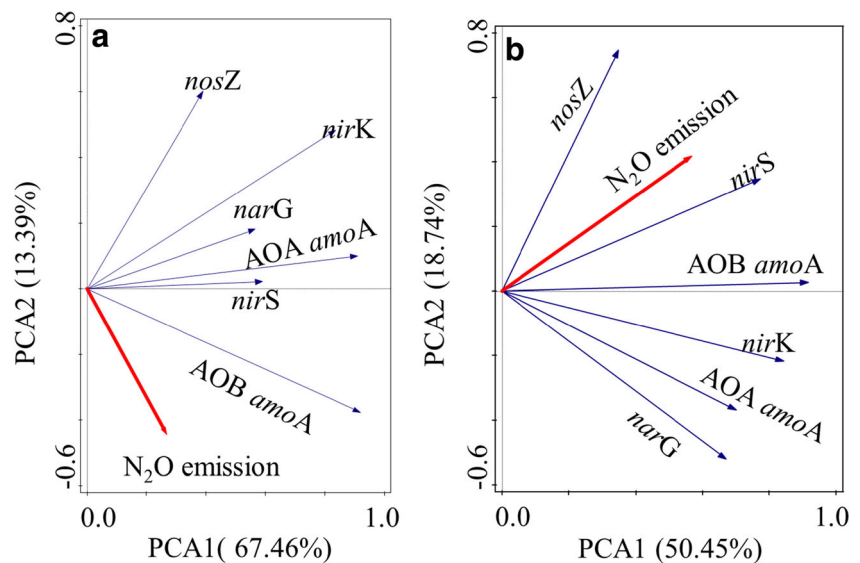 a
0.8
nosZ
nirK
narG
AOA amoA
nirS
AOB amoA
N₂O emission
-0.6
0.0
1.0
PCA1( 67.46%)
PCA2 (13.39%)
b
0.8
nosZ
N₂O emission
nirS
AOB amoA
nirK
AOA amoA
narG
-0.6
0.0
1.0
PCA1 (50.45%)
PCA2 (18.74%)